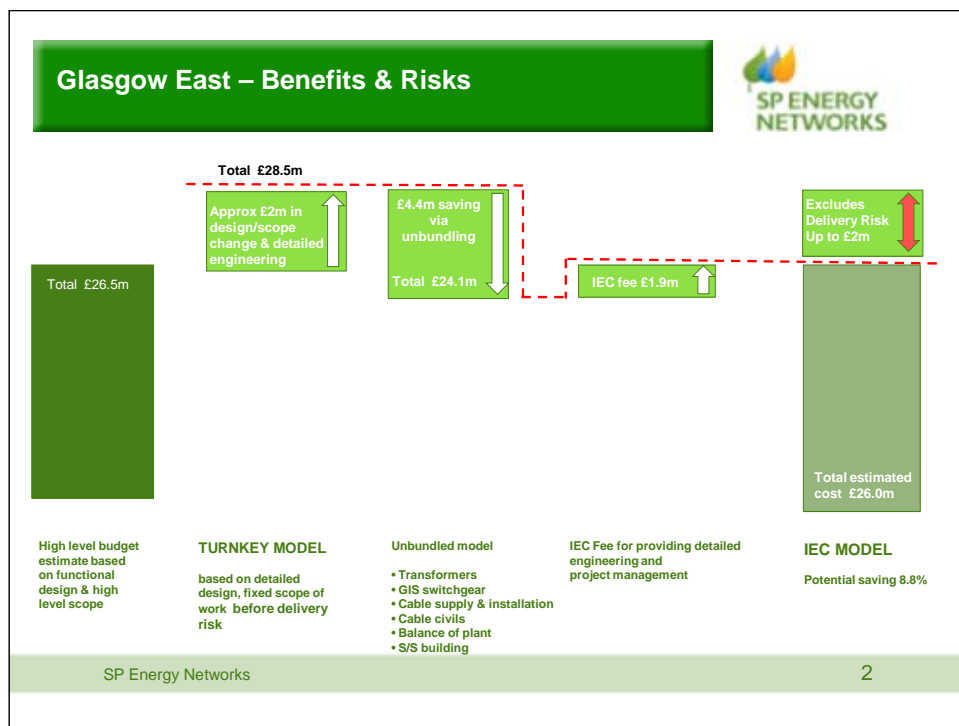 Glasgow East – Benefits & Risks
SP ENERGY
NETWORKS
Total £28.5m
Total £26.5m
Approx £2m in
design/scope
change & detailed
engineering
£4.4m saving
via
unbundling
Total £24.1m
IEC fee £1.9m
Excludes
Delivery Risk
Up to £2m
Total estimated
cost £26.0m
High level budget
estimate based
on functional
design & high
level scope
TURNKEY MODEL
based on detailed
design, fixed scope of
work before delivery
risk
Unbundled model
• Transformers
• GIS switchgear
• Cable supply & installation
• Cable civils
• Balance of plant
• S/S building
IEC Fee for providing detailed
engineering and
project management
IEC MODEL
Potential saving 8.8%
SP Energy Networks
2